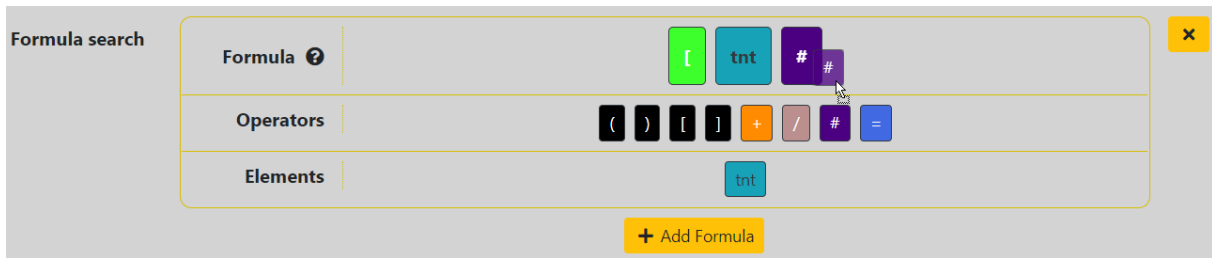 Formula search
Formula ? [ tnt # #
Operators ( ) [ ] + / # =
Elements tnt
+ Add Formula